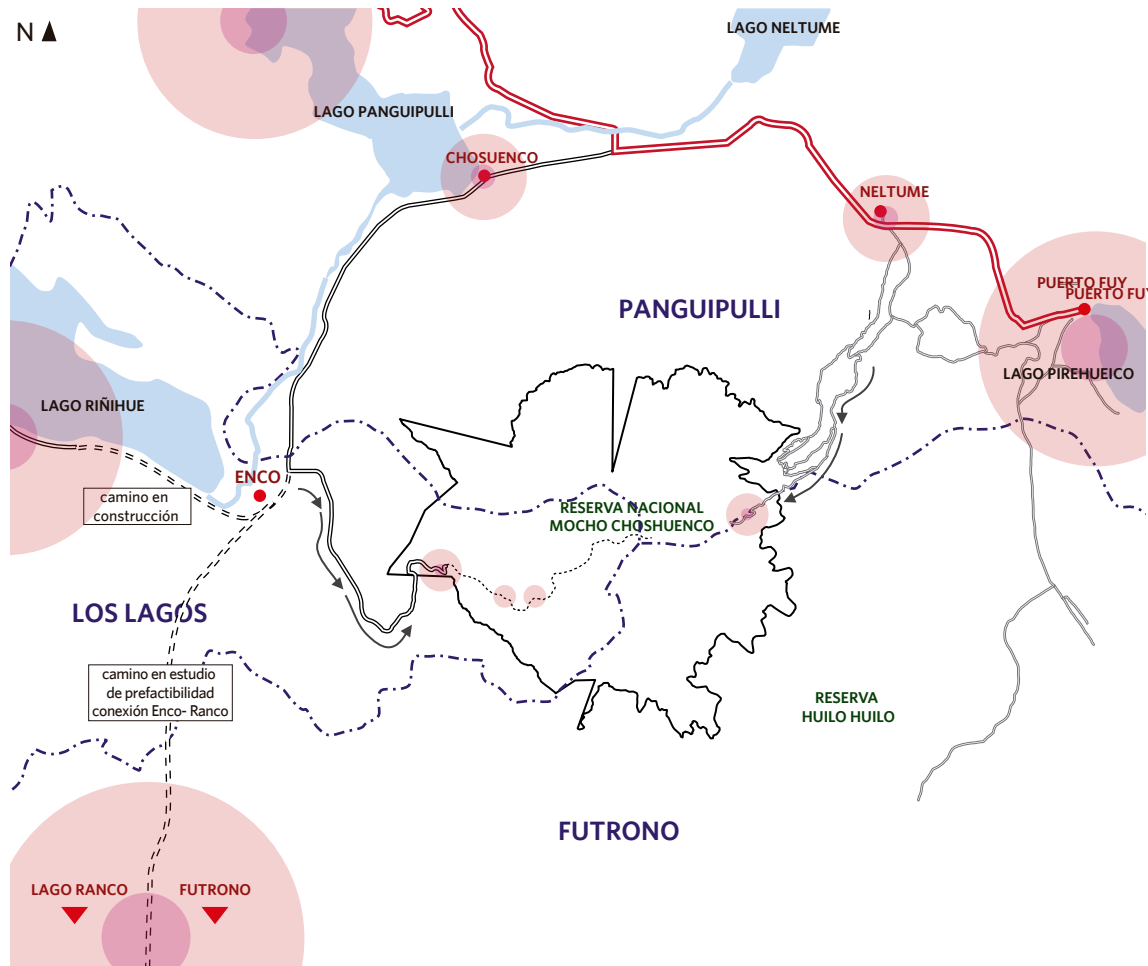 N
LAGO NELTUME
LAGO PANGUIPULLI
CHOSUENCO
NELTUME
PUERTO FUY
PUERTO FUY
PANGUIPULLI
LAGO PIREHUEICO
LAGO RIÑIHUE
ENCO
camino en
construcción
RESERVA NACIONAL
MOCHO CHOSHUENCO
LOS LAGOS
camino en estudio
de prefactibilidad
conexión Enco- Ranco
RESERVA
HUILO HUILO
FUTRONO
LAGO RANCO
FUTRONO